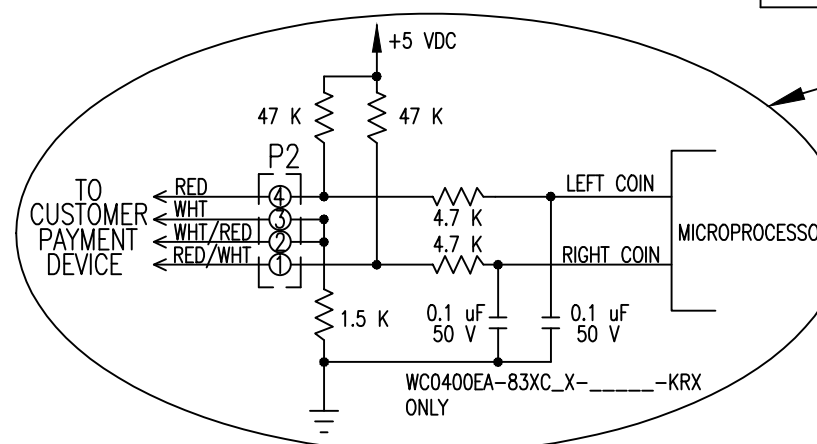 +5 VDC
47 K
47 K
P2
TO
CUSTOMER
PAYMENT
DEVICE
RED
WHT
WHT/RED
RED/WHT
4
3
2
1
4.7 K
4.7 K
LEFT COIN
RIGHT COIN
MICROPROCESSO
1.5 K
0.1 uF
50 V
0.1 uF
50 V
WC0400EA-83XC_X-_____-KRX
ONLY